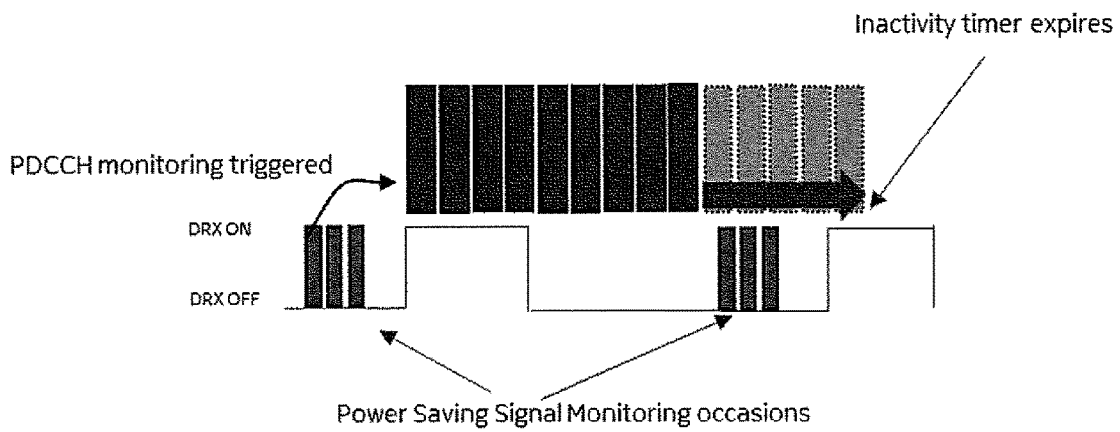 Inactivity timer expires
PDCCH monitoring triggered
DRX ON
DRX OFF
Power Saving Signal Monitoring occasions